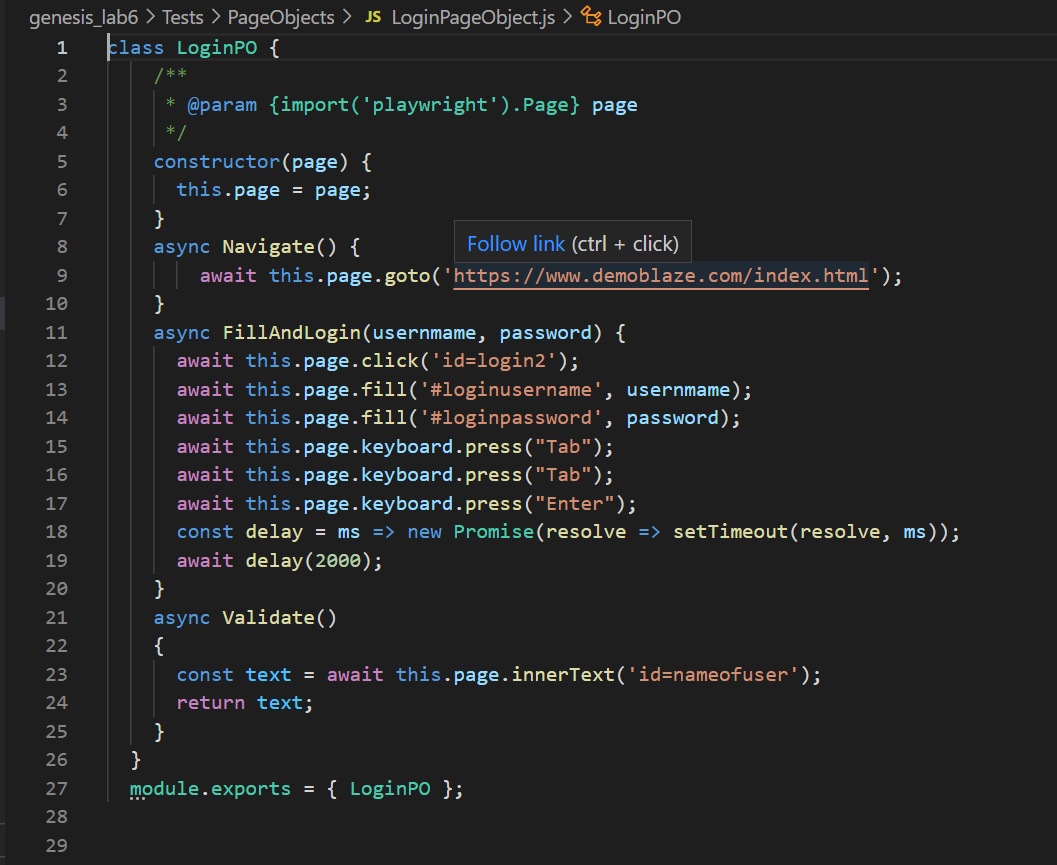 genesis_lab6 > Tests > PageObjects > JS LoginPageObject.js > LoginPO
1 class LoginPO {
2 /**
3 * @param {import('playwright').Page} page
4 */
5 constructor(page) {
6 this.page = page;
7 }
Follow link (ctrl + click)
8 async Navigate() {
9 await this.page.goto('https://www.demoblaze.com/index.html');
10 }
11 async FillAndLogin(usernmame, password) {
12 await this.page.click('id=login2');
13 await this.page.fill('#loginusername', usernmame);
14 await this.page.fill('#loginpassword', password);
15 await this.page.keyboard.press("Tab");
16 await this.page.keyboard.press("Tab");
17 await this.page.keyboard.press("Enter");
18 const delay = ms => new Promise(resolve => setTimeout(resolve, ms));
19 await delay(2000);
20 }
21 async Validate()
22 {
23 const text = await this.page.innerText('id=nameofuser');
24 return text;
25 }
26 }
27 module.exports = { LoginPO };
28
29